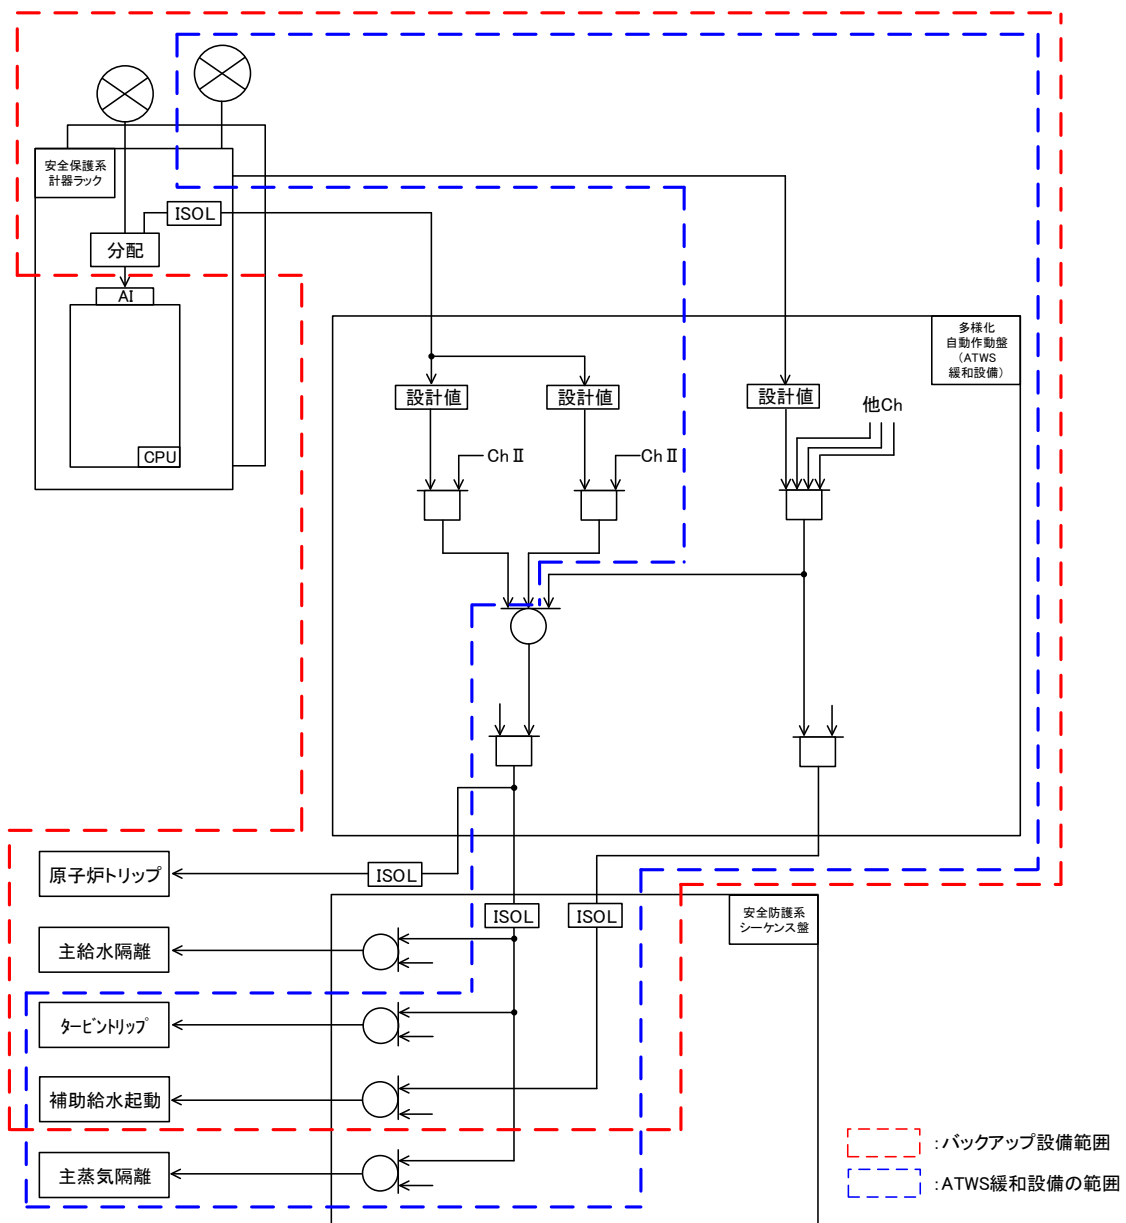 安全保護系
計器ラック
ISOL
分配
AI
CPU
多様化
自動作動盤
(ATWS
緩和設備)
設計値
設計値
設計値
他Ch
ChⅡ
ChⅡ
原子炉トリップ
ISOL
ISOL
ISOL
安全防護系
シーケンス盤
主給水隔離
タービントリップ
補助給水起動
主蒸気隔離
:バックアップ設備範囲
:ATWS緩和設備の範囲